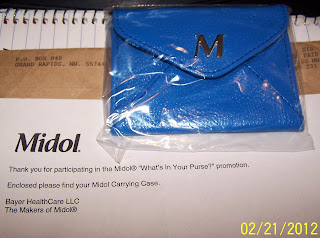 P.O. BOX 848
GRAND RAPIDS, MN. 55744
PAID
M
Midol.
Thank you for participating in the Midol® "What's In Your Purse?" promotion.
Enclosed please find your Midol Carrying Case.
Bayer HealthCare LLC
The Makers of Midol®
02/21/2012